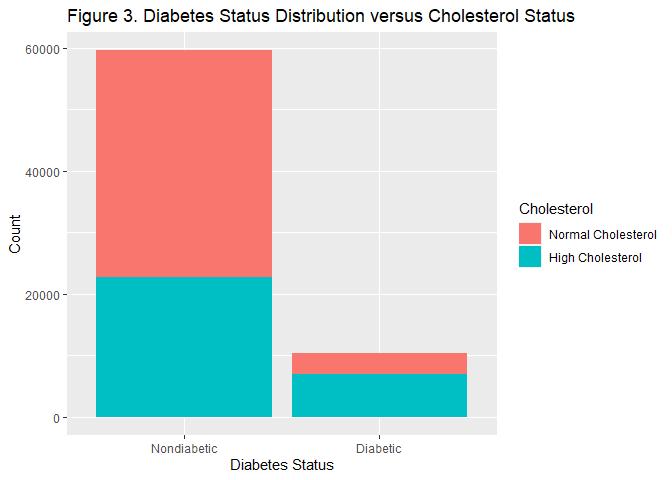 Figure 3. Diabetes Status Distribution versus Cholesterol Status
60000
40000
20000
0
Count
Nondiabetic
Diabetic
Diabetes Status
Cholesterol
Normal Cholesterol
High Cholesterol